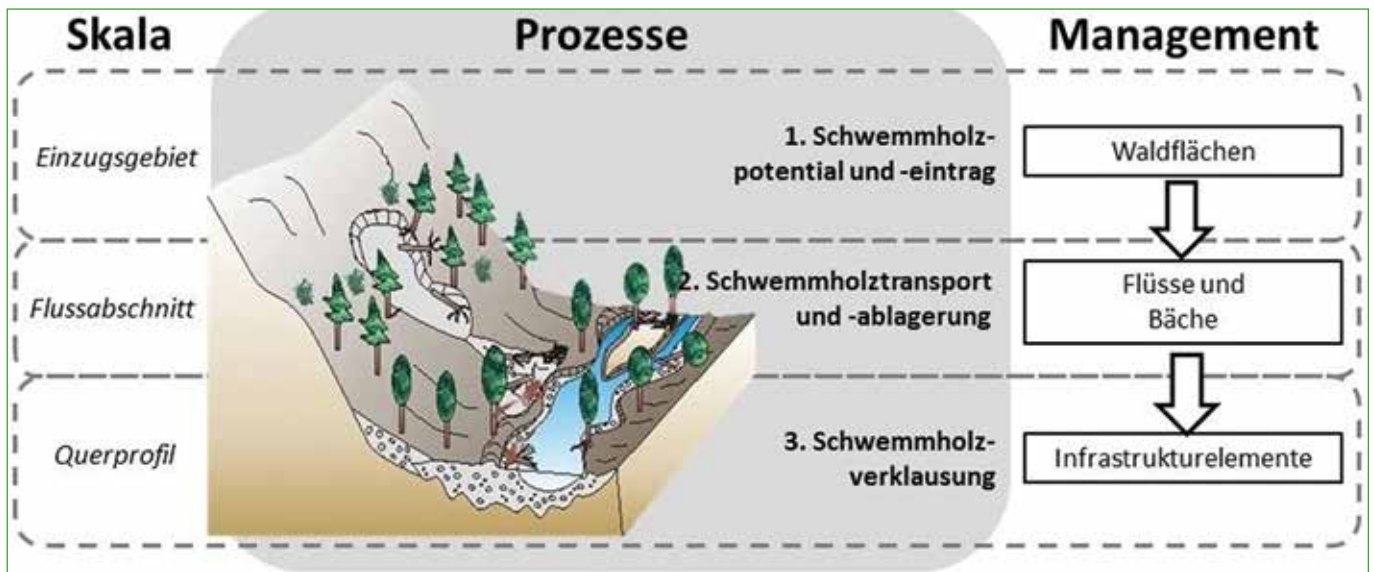 Skala
Prozesse
Management
Einzugsgebiet
1. Schwemmholz-
potential und -eintrag
Waldflächen
Flussabschnitt
2. Schwemmholztransport
und -ablagerung
Flüsse und
Bäche
Querprofil
3. Schwemmholz-
verklausung
Infrastrukturelemente